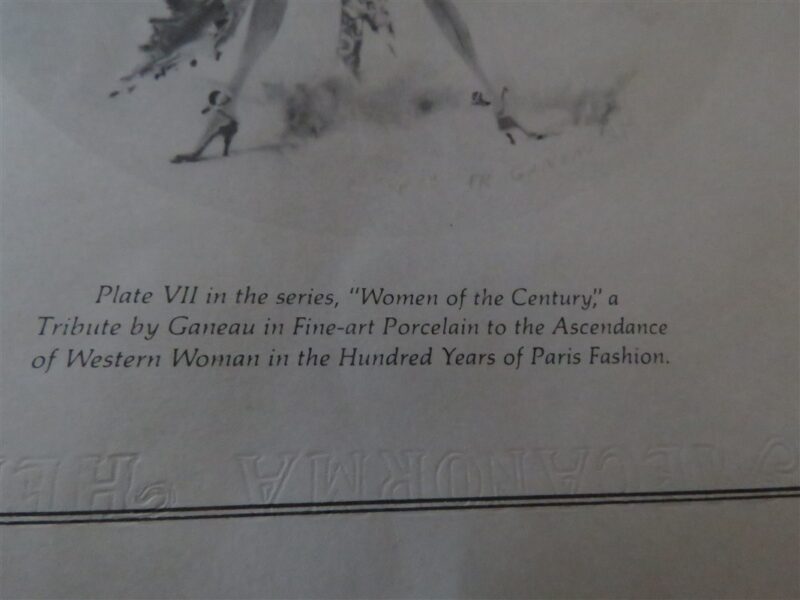 Plate VII in the series, "Women of the Century," a
Tribute by Ganeau in Fine-art Porcelain to the Ascendance
of Western Woman in the Hundred Years of Paris Fashion.